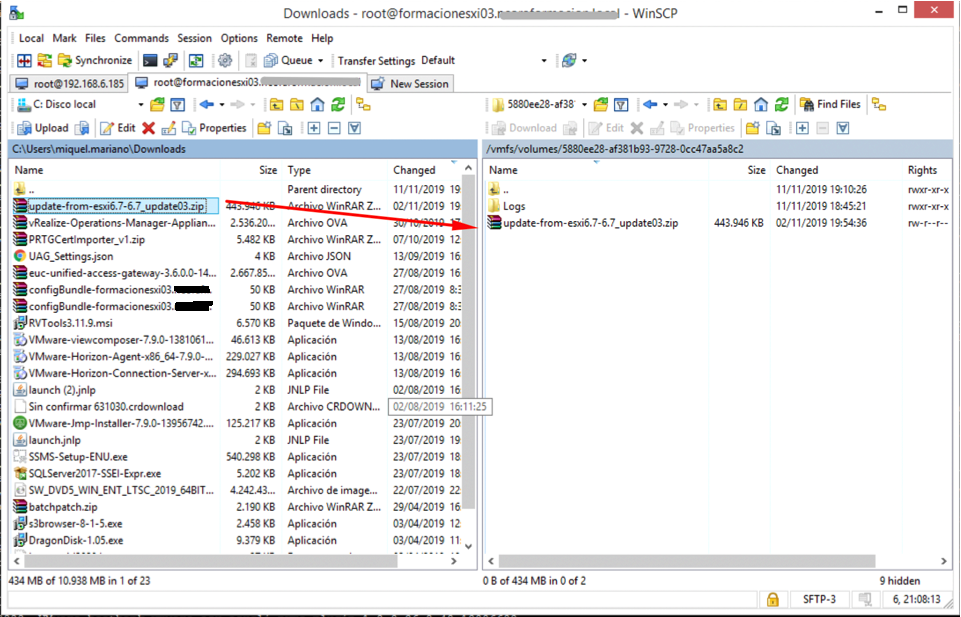 Downloads - root@formacionesxi03. - WinSCP
Local Mark Files Commands Session Options Remote Help
Synchronize Queue Transfer Settings Default
root@192.168.6.185 root@formacionesxi03. New Session
C: Disco local 5880ee28-af38 Find Files
Upload Edit Properties Download Edit Properties
C:\Users\miquel.mariano\Downloads /vmfs/volumes/5880ee28-af381b93-9728-0cc47aa5a8c2
Name Size Type Changed Name Size Changed Rights
.. Parent directory 11/11/2019 19: .. 11/11/2019 19:10:26 rwxr-xr-x
update-from-esxi6.7-6.7_update03.zip 443.946 KB Archivo WinRAR Z... 02/11/2019 19: Logs 11/11/2019 18:45:21 rwxr-xr-x
vRealize-Operations-Manager-Applian... 2.536.20... Archivo OVA 30/10/2019 17: update-from-esxi6.7-6.7_update03.zip 443.946 KB 02/11/2019 19:54:36 rw-r--r--
PRTGCertImporter_v1.zip 5.482 KB Archivo WinRAR Z... 07/10/2019 12:
UAG_Settings.json 4 KB Archivo JSON 13/09/2019 16:
euc-unified-access-gateway-3.6.0.0-14... 2.667.85... Archivo OVA 27/08/2019 16:
configBundle-formacionesxi03. 50 KB Archivo WinRAR 27/08/2019 8:3
configBundle-formacionesxi03. 50 KB Archivo WinRAR 27/08/2019 8:3
RVTools3.11.9.msi 6.570 KB Paquete de Windo... 15/08/2019 20:
VMware-viewcomposer-7.9.0-1381061... 46.613 KB Aplicación 13/08/2019 16:
VMware-Horizon-Agent-x86_64-7.9.0-... 229.027 KB Aplicación 13/08/2019 16:
VMware-Horizon-Connection-Server-x... 294.693 KB Aplicación 13/08/2019 16:
launch (2).jnlp 2 KB JNLP File 02/08/2019 16:
Sin confirmar 631030.crdownload 2 KB Archivo CRDOWN... 02/08/2019 16:11:25
VMware-Jmp-Installer-7.9.0-13956742.... 125.217 KB Aplicación 23/07/2019 20:
launch.jnlp 2 KB JNLP File 23/07/2019 19:
SSMS-Setup-ENU.exe 540.298 KB Aplicación 23/07/2019 18:
SQLServer2017-SSEI-Expr.exe 5.202 KB Aplicación 23/07/2019 18:
SW_DVD5_WIN_ENT_LTSC_2019_64BIT... 4.242.43... Archivo de image... 22/07/2019 22:
batchpatch.zip 2.190 KB Archivo WinRAR Z... 29/04/2019 16:
s3browser-8-1-5.exe 2.458 KB Aplicación 03/04/2019 12:
DragonDisk-1.05.exe 9.379 KB Aplicación 03/04/2019 11:
434 MB of 10.938 MB in 1 of 23 0 B of 434 MB in 0 of 2 9 hidden
SFTP-3 6, 21:08:13